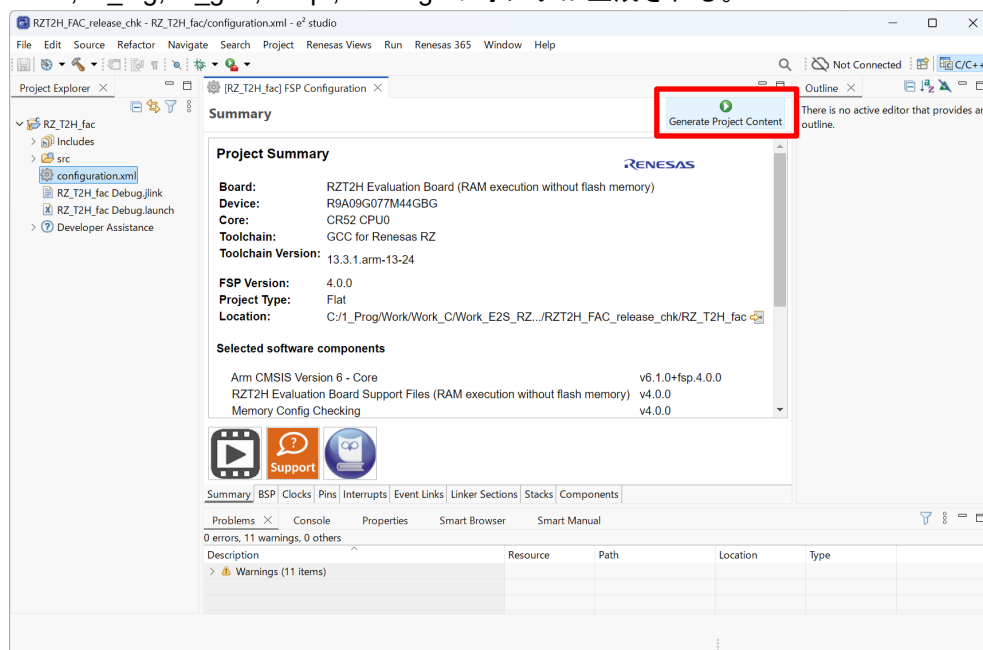 RZT2H_FAC_release_chk - RZ_T2H_fac/configuration.xml - e² studio
File Edit Source Refactor Navigate Search Project Renesas Views Run Renesas 365 Window Help
Not Connected
C/C++
Project Explorer
[RZ_T2H_fac] FSP Configuration
Outline
Summary
Generate Project Content
There is no active editor that provides an
outline.
RZ_T2H_fac
Includes
src
configuration.xml
RZ_T2H_fac Debug.jlink
RZ_T2H_fac Debug.launch
Developer Assistance
Project Summary
RENESAS
Board: RZT2H Evaluation Board (RAM execution without flash memory)
Device: R9A09G077M44GBG
Core: CR52 CPU0
Toolchain: GCC for Renesas RZ
Toolchain Version: 13.3.1.arm-13-24
FSP Version: 4.0.0
Project Type: Flat
Location: C:/1_Prog/Work/Work_C/Work_E2S_RZ.../RZT2H_FAC_release_chk/RZ_T2H_fac
Selected software components
Arm CMSIS Version 6 - Core v6.1.0+fsp.4.0.0
RZT2H Evaluation Board Support Files (RAM execution without flash memory) v4.0.0
Memory Config Checking v4.0.0
Support
Summary BSP Clocks Pins Interrupts Event Links Linker Sections Stacks Components
Problems Console Properties Smart Browser Smart Manual
0 errors, 11 warnings, 0 others
Description Resource Path Location Type
Warnings (11 items)